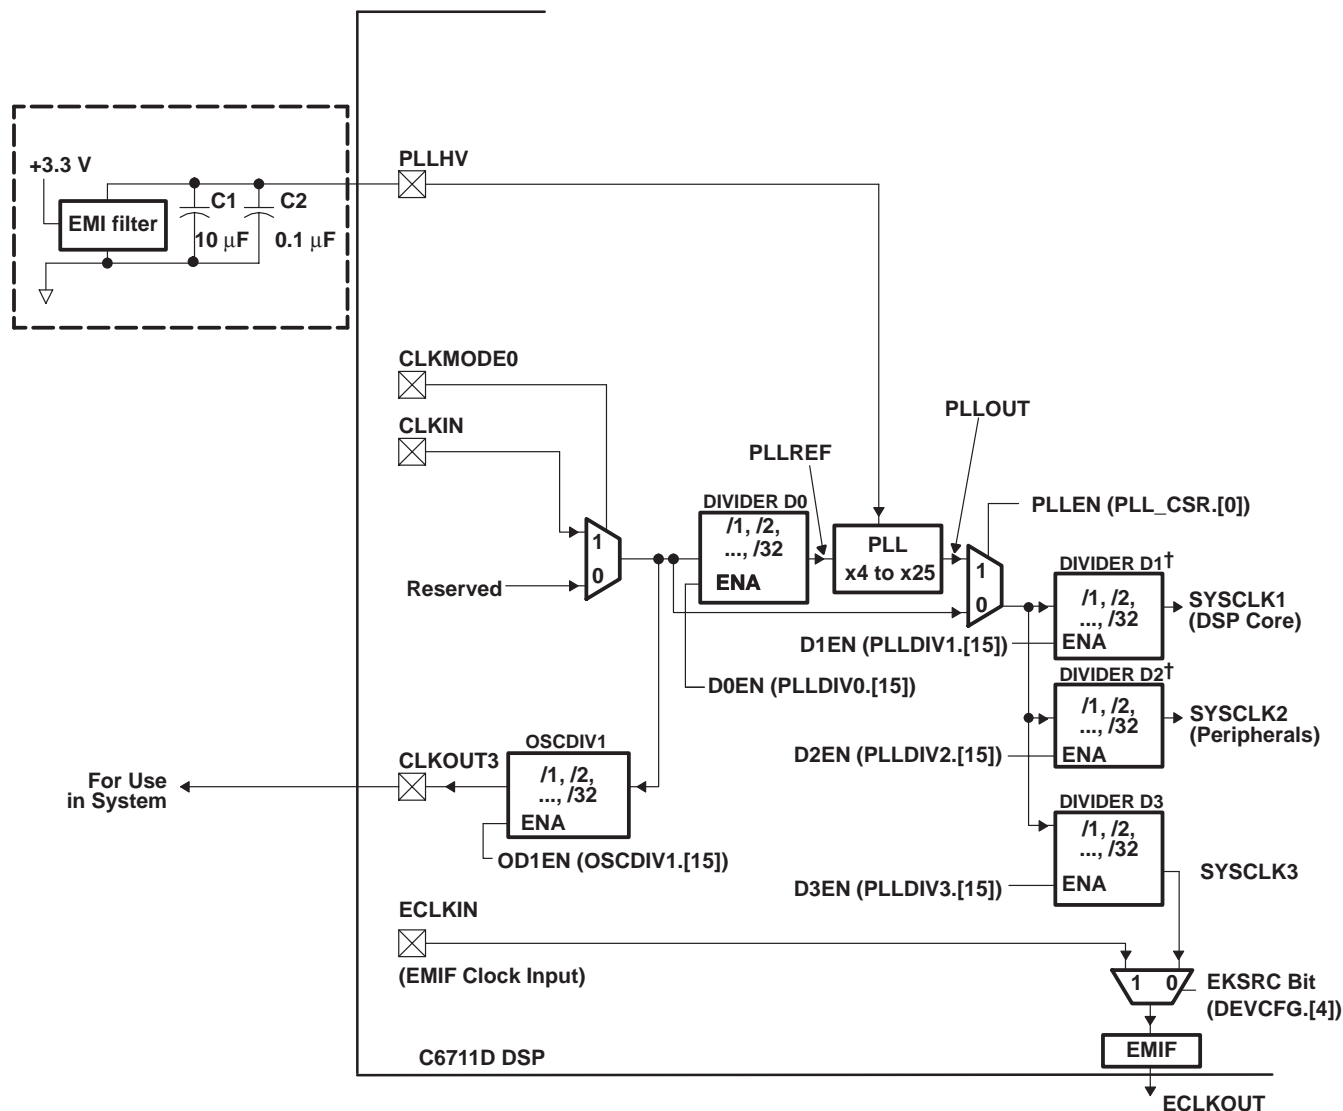 +3.3 V
EMI filter
C1
C2
10 μF
0.1 μF
PLLHV
CLKMODE0
CLKIN
PLLOUT
PLLREF
DIVIDER D0
/1, /2,
..., /32
ENA
PLL
x4 to x25
PLLEN (PLL_CSR.[0])
1
0
Reserved
1
0
DIVIDER D1†
/1, /2,
..., /32
ENA
SYSCLK1
(DSP Core)
D1EN (PLLDIV1.[15])
D0EN (PLLDIV0.[15])
DIVIDER D2†
/1, /2,
..., /32
ENA
SYSCLK2
(Peripherals)
D2EN (PLLDIV2.[15])
For Use
in System
CLKOUT3
OSCDIV1
/1, /2,
..., /32
ENA
OD1EN (OSCDIV1.[15])
DIVIDER D3
/1, /2,
..., /32
ENA
SYSCLK3
D3EN (PLLDIV3.[15])
ECLKIN
(EMIF Clock Input)
1 0
EKSRC Bit
(DEVCFG.[4])
EMIF
C6711D DSP
ECLKOUT